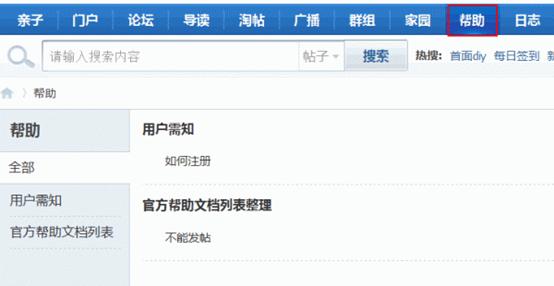 亲子 门户 论坛 导读 淘帖 广播 群组 家园 帮助 日志
请输入搜索内容 帖子 搜索 热搜: 首面diy 每日签到
帮助
帮助
全部
用户需知
官方帮助文档列表
用户需知
如何注册
官方帮助文档列表整理
不能发帖